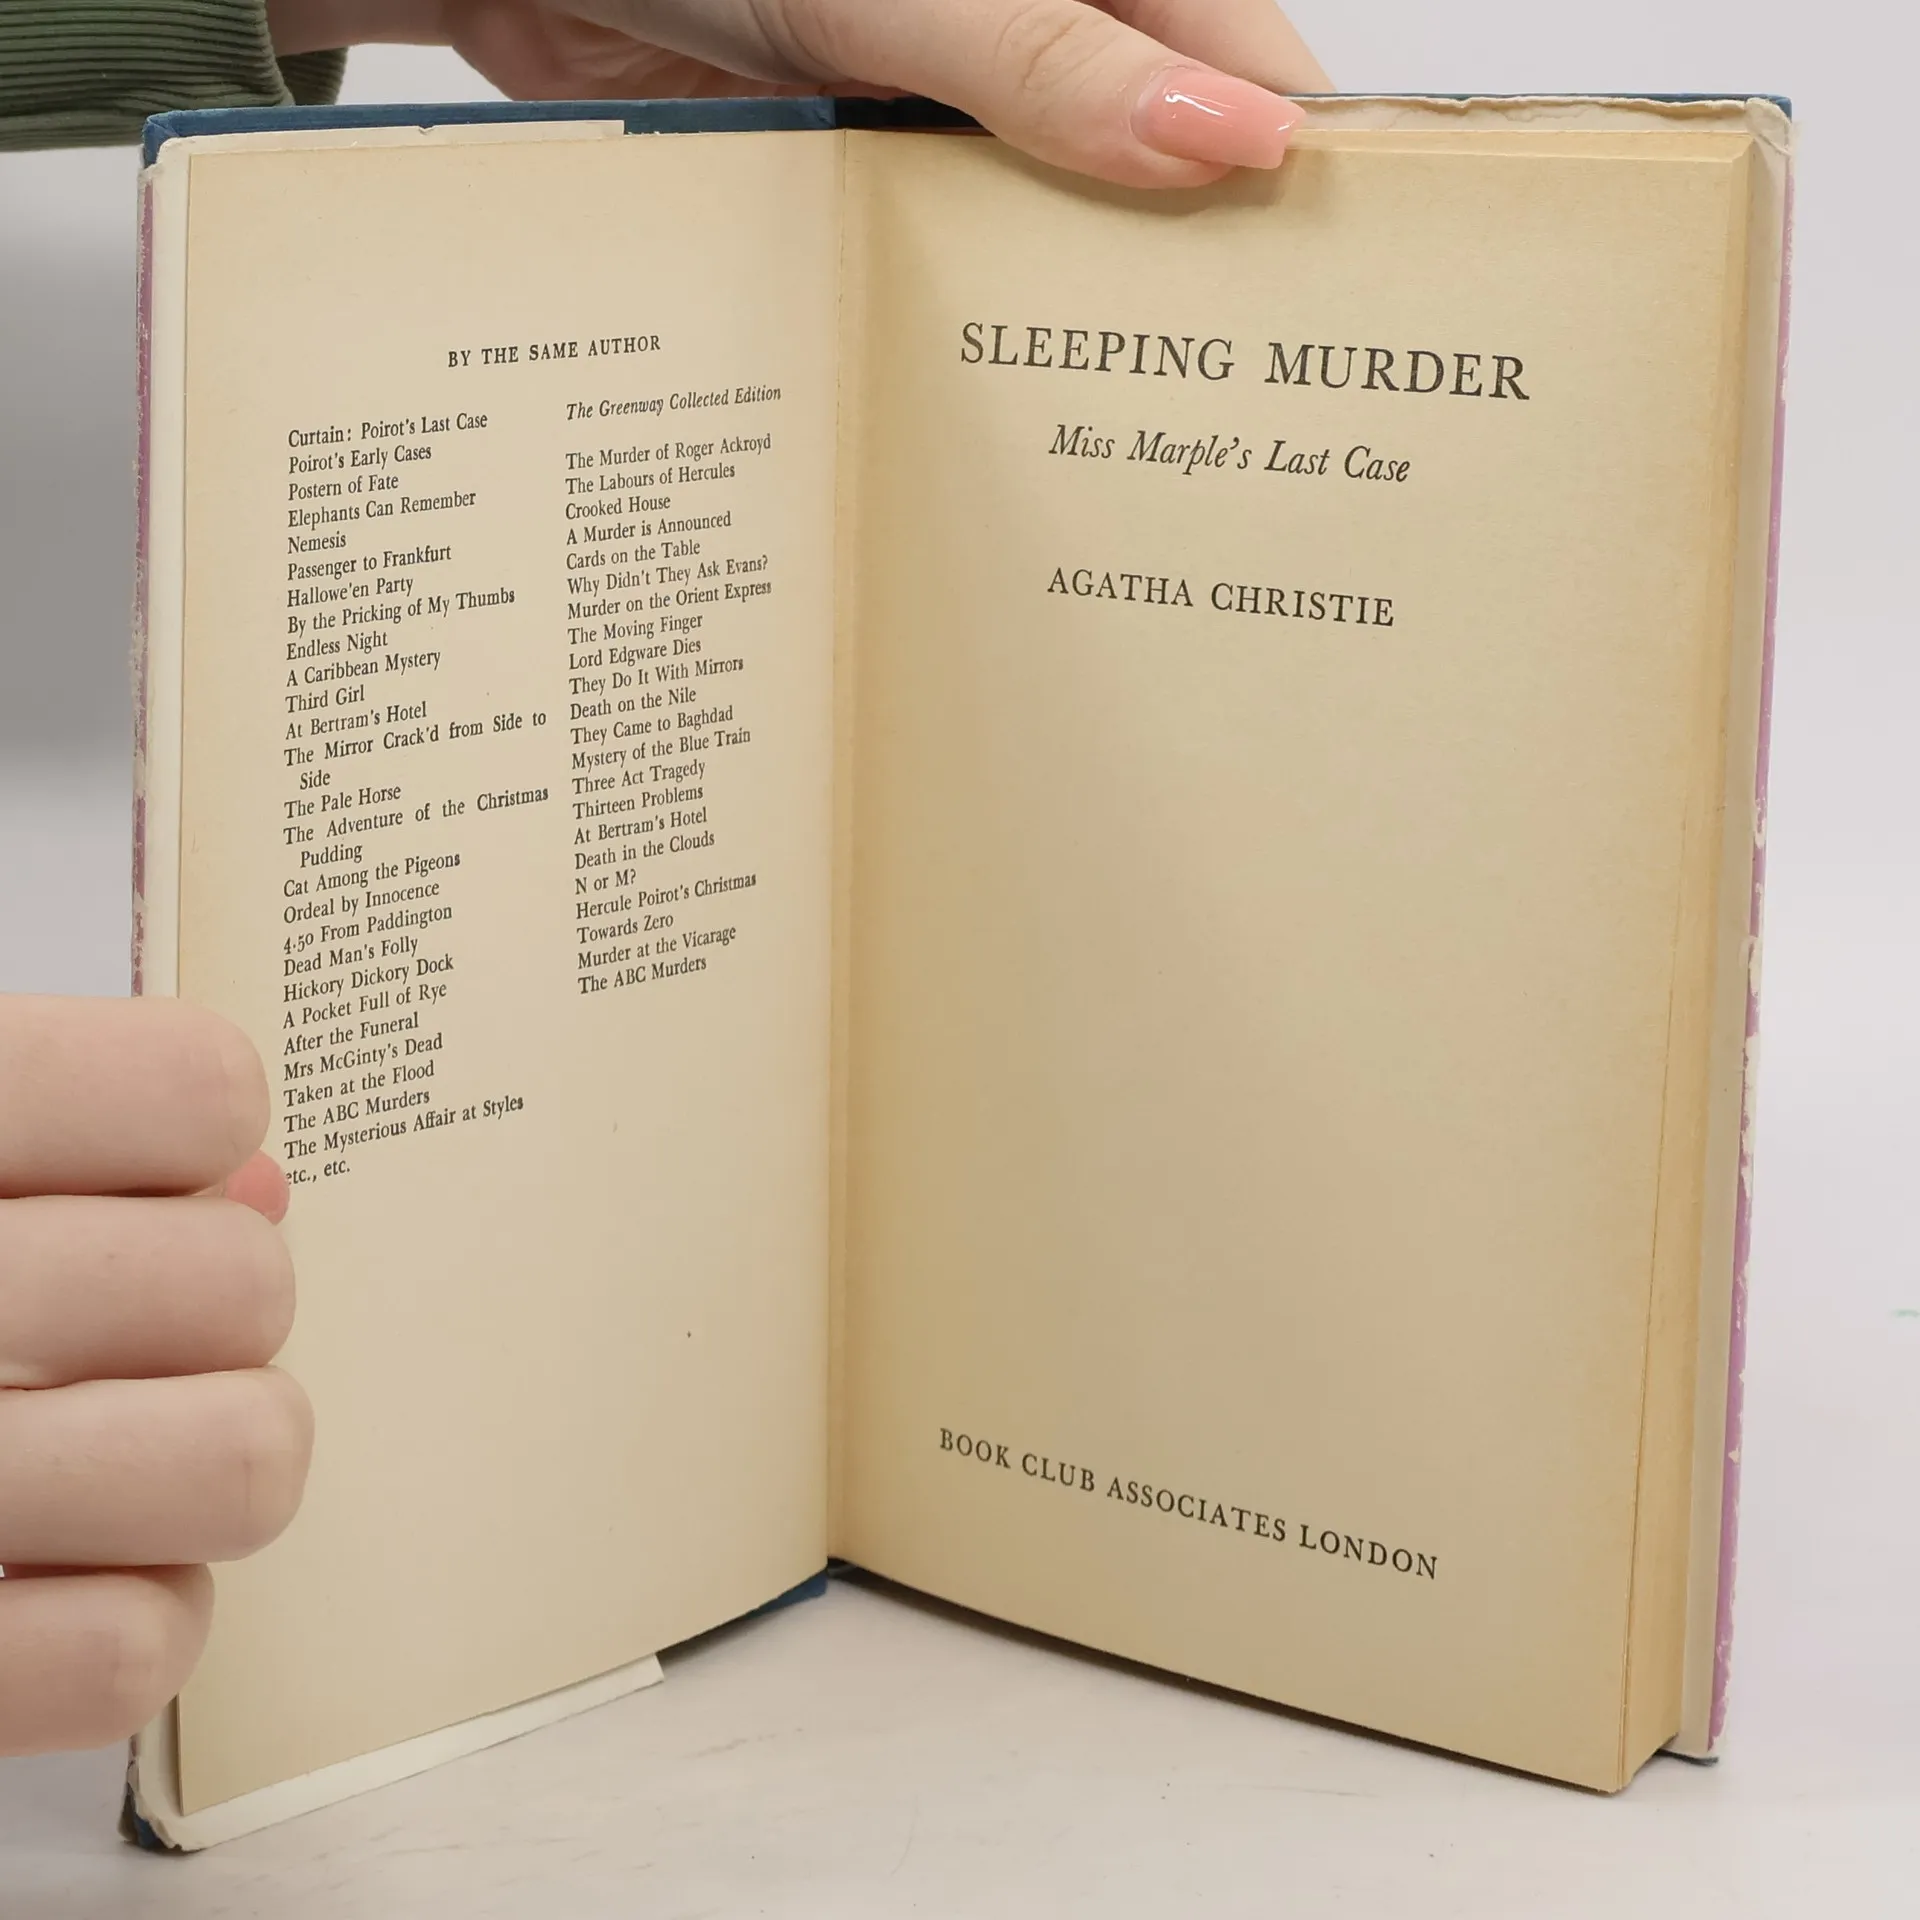 BY THE SAME AUTHOR
Curtain: Poirot's Last Case
Poirot's Early Cases
Postern of Fate
Elephants Can Remember
Nemesis
Passenger to Frankfurt
Hallowe'en Party
By the Pricking of My Thumbs
Endless Night
A Caribbean Mystery
Third Girl
At Bertram's Hotel
The Mirror Crack'd from Side to
Side
The Pale Horse
The Adventure of the Christmas
Pudding
Cat Among the Pigeons
Ordeal by Innocence
4.50 From Paddington
Dead Man's Folly
Hickory Dickory Dock
A Pocket Full of Rye
After the Funeral
Mrs McGinty's Dead
Taken at the Flood
The ABC Murders
The Mysterious Affair at Styles
etc., etc.
The Greenway Collected Edition
The Murder of Roger Ackroyd
The Labours of Hercules
Crooked House
A Murder is Announced
Cards on the Table
Why Didn't They Ask Evans?
Murder on the Orient Express
The Moving Finger
Lord Edgware Dies
They Do It With Mirrors
Death on the Nile
They Came to Baghdad
Mystery of the Blue Train
Three Act Tragedy
Thirteen Problems
At Bertram's Hotel
Death in the Clouds
N or M?
Hercule Poirot's Christmas
Towards Zero
Murder at the Vicarage
The ABC Murders
SLEEPING MURDER
Miss Marple's Last Case
AGATHA CHRISTIE
BOOK CLUB ASSOCIATES LONDON